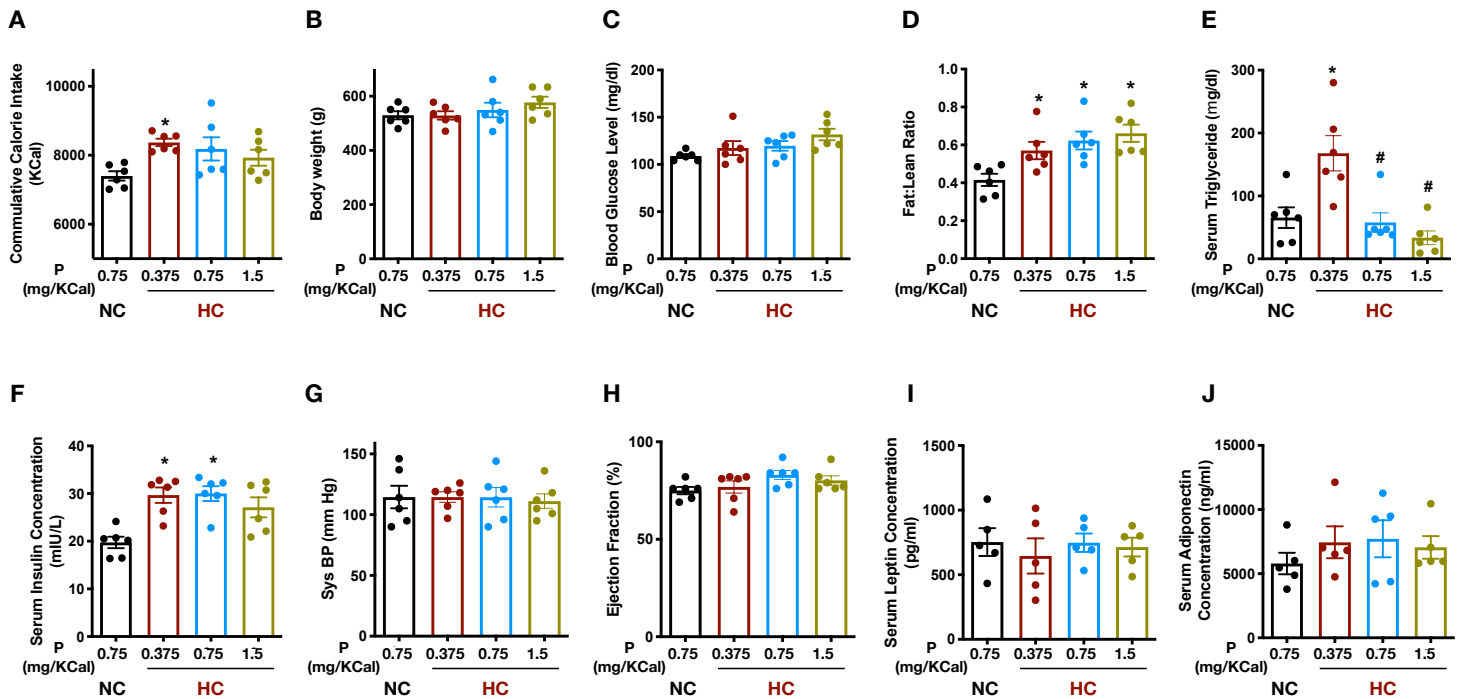 A
Commulative Calorie Intake
(KCal)
10000
8000
6000
*
P
(mg/KCal)
0.75
0.375
0.75
1.5
NC
HC
B
Body weight (g)
800
600
400
200
0
P
(mg/KCal)
0.75
0.375
0.75
1.5
NC
HC
C
Blood Glucose Level (mg/dl)
200
150
100
50
0
P
(mg/KCal)
0.75
0.375
0.75
1.5
NC
HC
D
Fat:Lean Ratio
1.0
0.8
0.6
0.4
0.2
0.0
* * *
P
(mg/KCal)
0.75
0.375
0.75
1.5
NC
HC
E
Serum Triglyceride (mg/dl)
300
200
100
0
* # #
P
(mg/KCal)
0.75
0.375
0.75
1.5
NC
HC
F
Serum Insulin Concentration
(mIU/L)
40
30
20
10
0
* *
P
(mg/KCal)
0.75
0.375
0.75
1.5
NC
HC
G
Sys BP (mm Hg)
150
100
50
0
P
(mg/KCal)
0.75
0.375
0.75
1.5
NC
HC
H
Ejection Fraction (%)
100
50
0
P
(mg/KCal)
0.75
0.375
0.75
1.5
NC
HC
I
Serum Leptin Concentration
(pg/ml)
1500
1000
500
0
P
(mg/KCal)
0.75
0.375
0.75
1.5
NC
HC
J
Serum Adiponectin
Concentration (ng/ml)
15000
10000
5000
0
P
(mg/KCal)
0.75
0.375
0.75
1.5
NC
HC